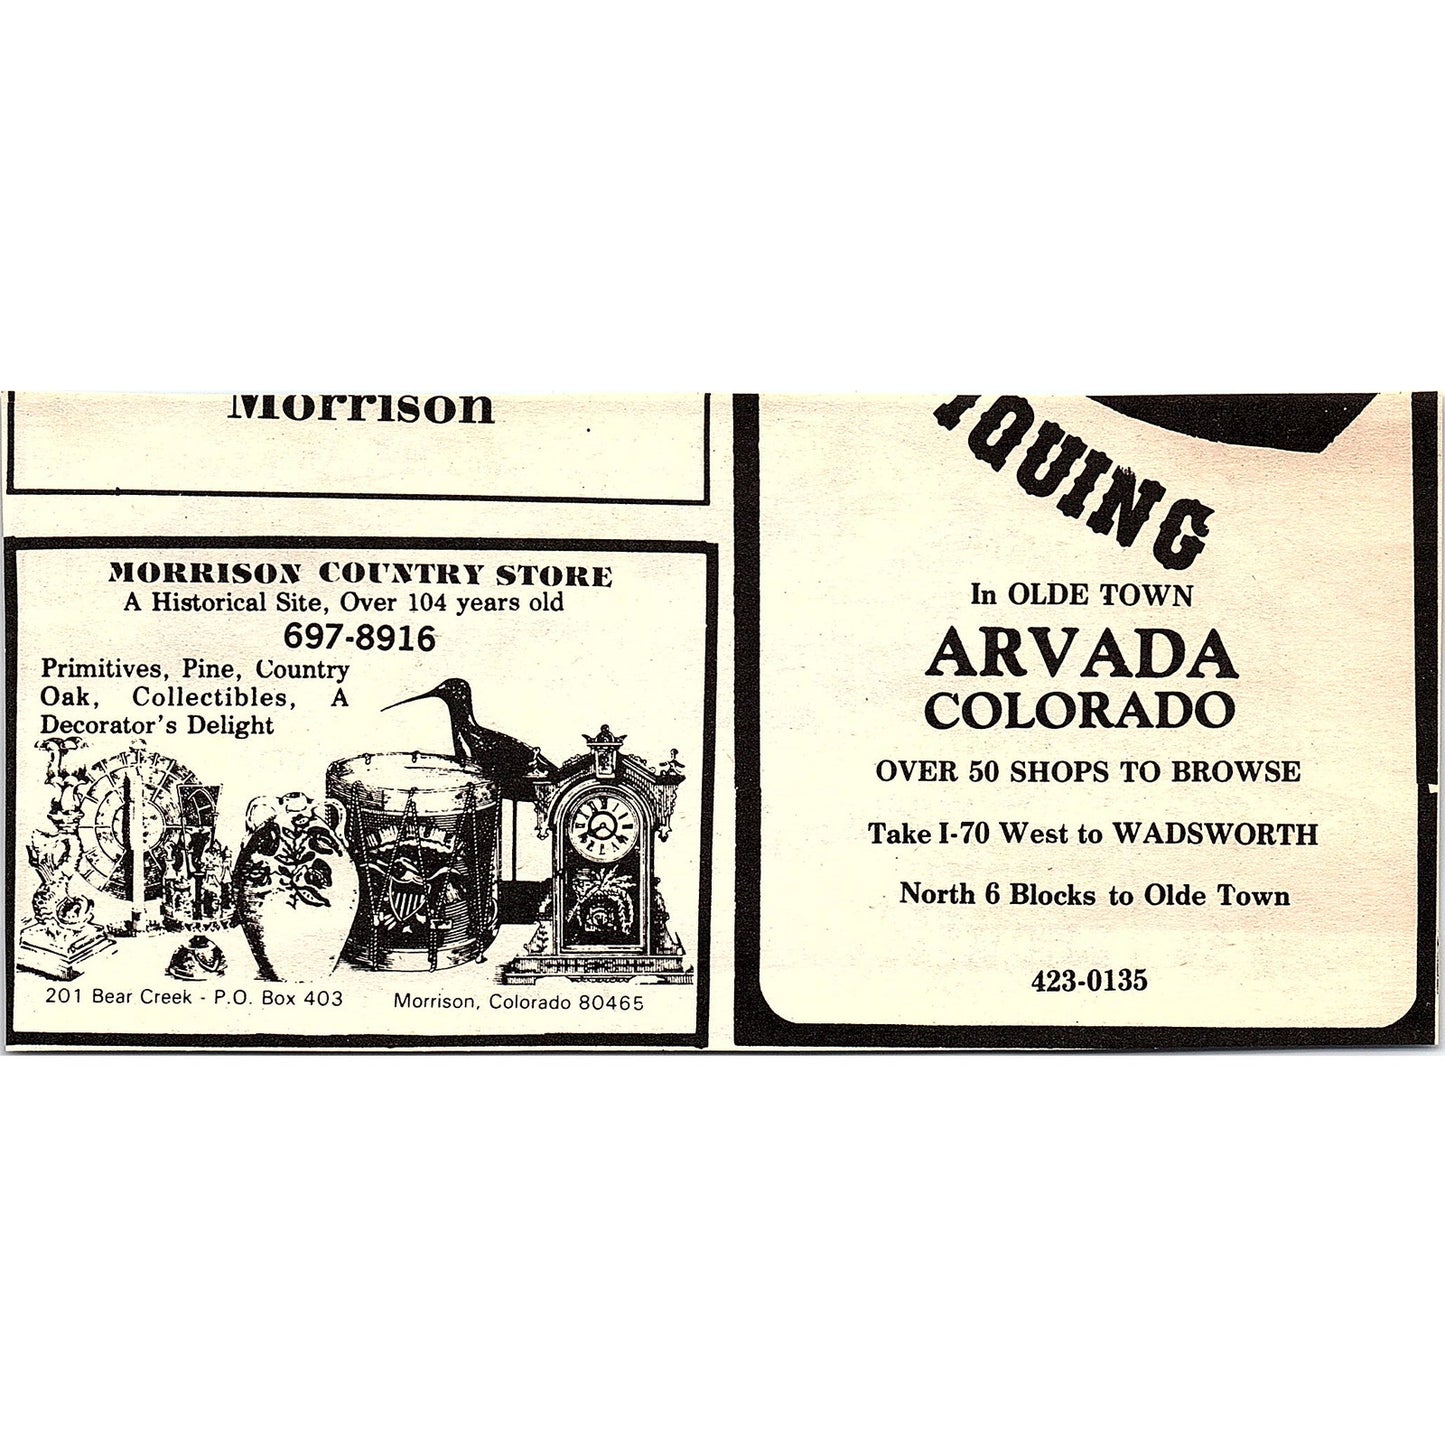 Morrison
MORRISON COUNTRY STORE
A Historical Site, Over 104 years old
697-8916
Primitives, Pine, Country
Oak, Collectibles, A
Decorator's Delight
201 Bear Creek - P.O. Box 403 Morrison, Colorado 80465
IQUING
In OLDE TOWN
ARVADA
COLORADO
OVER 50 SHOPS TO BROWSE
Take I-70 West to WADSWORTH
North 6 Blocks to Olde Town
423-0135